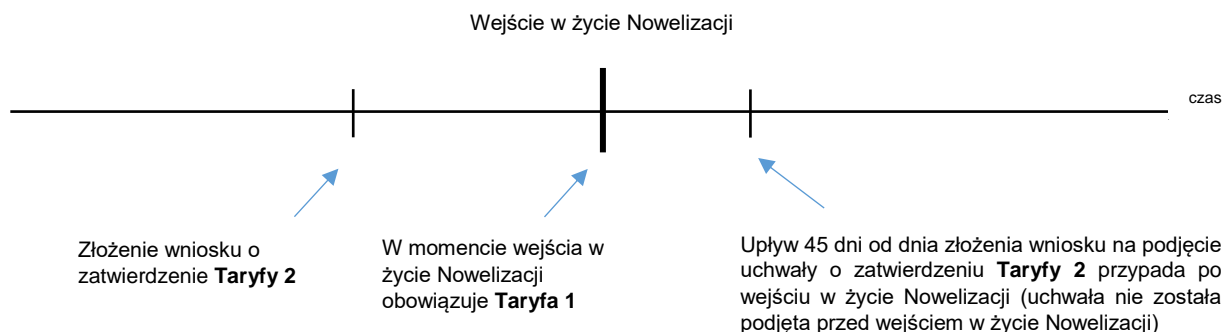 Wejście w życie Nowelizacji
czas
Złożenie wniosku o
zatwierdzenie Taryfy 2
W momencie wejścia w
życie Nowelizacji
obowiązuje Taryfa 1
Upływ 45 dni od dnia złożenia wniosku na podjęcie
uchwały o zatwierdzeniu Taryfy 2 przypada po
wejściu w życie Nowelizacji (uchwała nie została
podjęta przed wejściem w życie Nowelizacji)